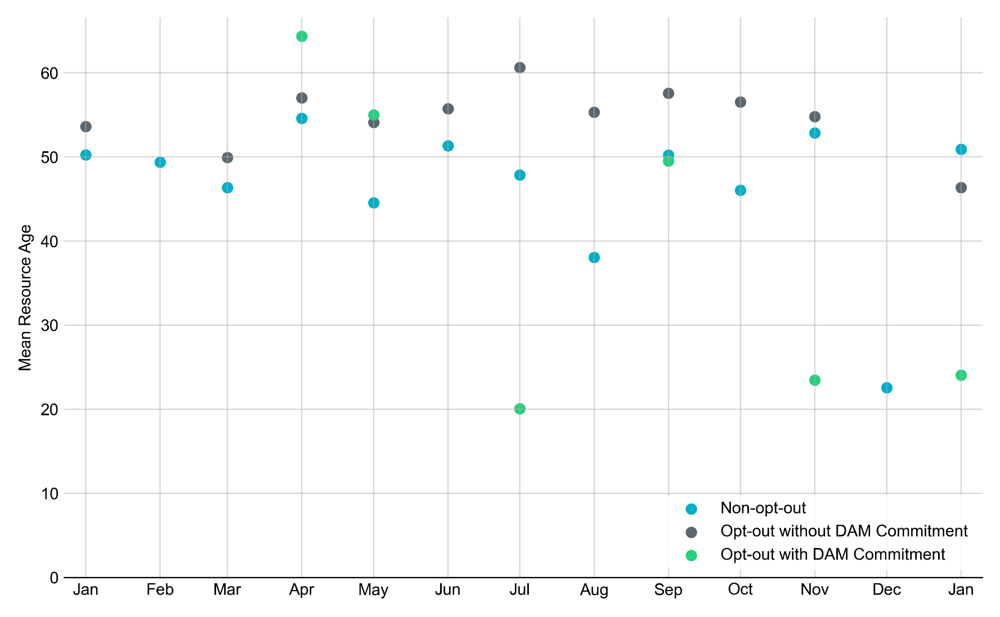 Mean Resource Age
60
50
40
30
20
10
0
Jan Feb Mar Apr May Jun Jul Aug Sep Oct Nov Dec Jan
Non-opt-out
Opt-out without DAM Commitment
Opt-out with DAM Commitment